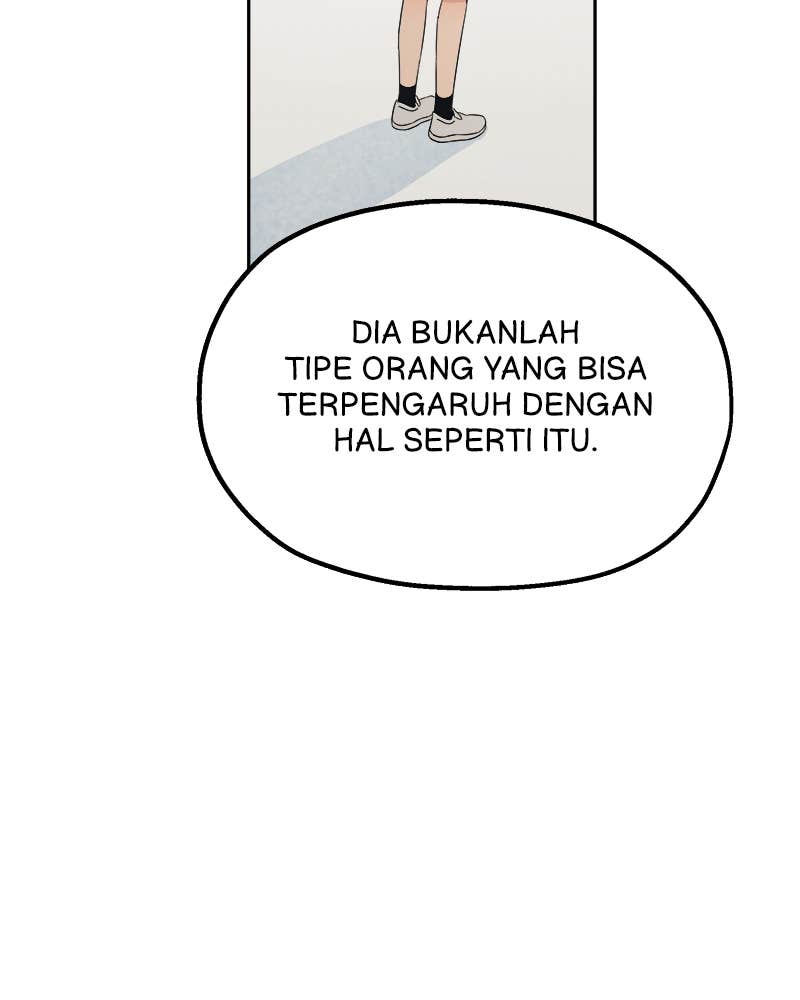 DIA BUKANLAH
TIPE ORANG YANG BISA
TERPENGARUH DENGAN
HAL SEPERTI ITU.